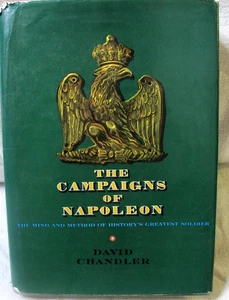 THE
CAMPAIGNS
OF
NAPOLEON
THE MIND AND METHOD OF HISTORY'S GREATEST SOLDIER
DAVID
CHANDLER